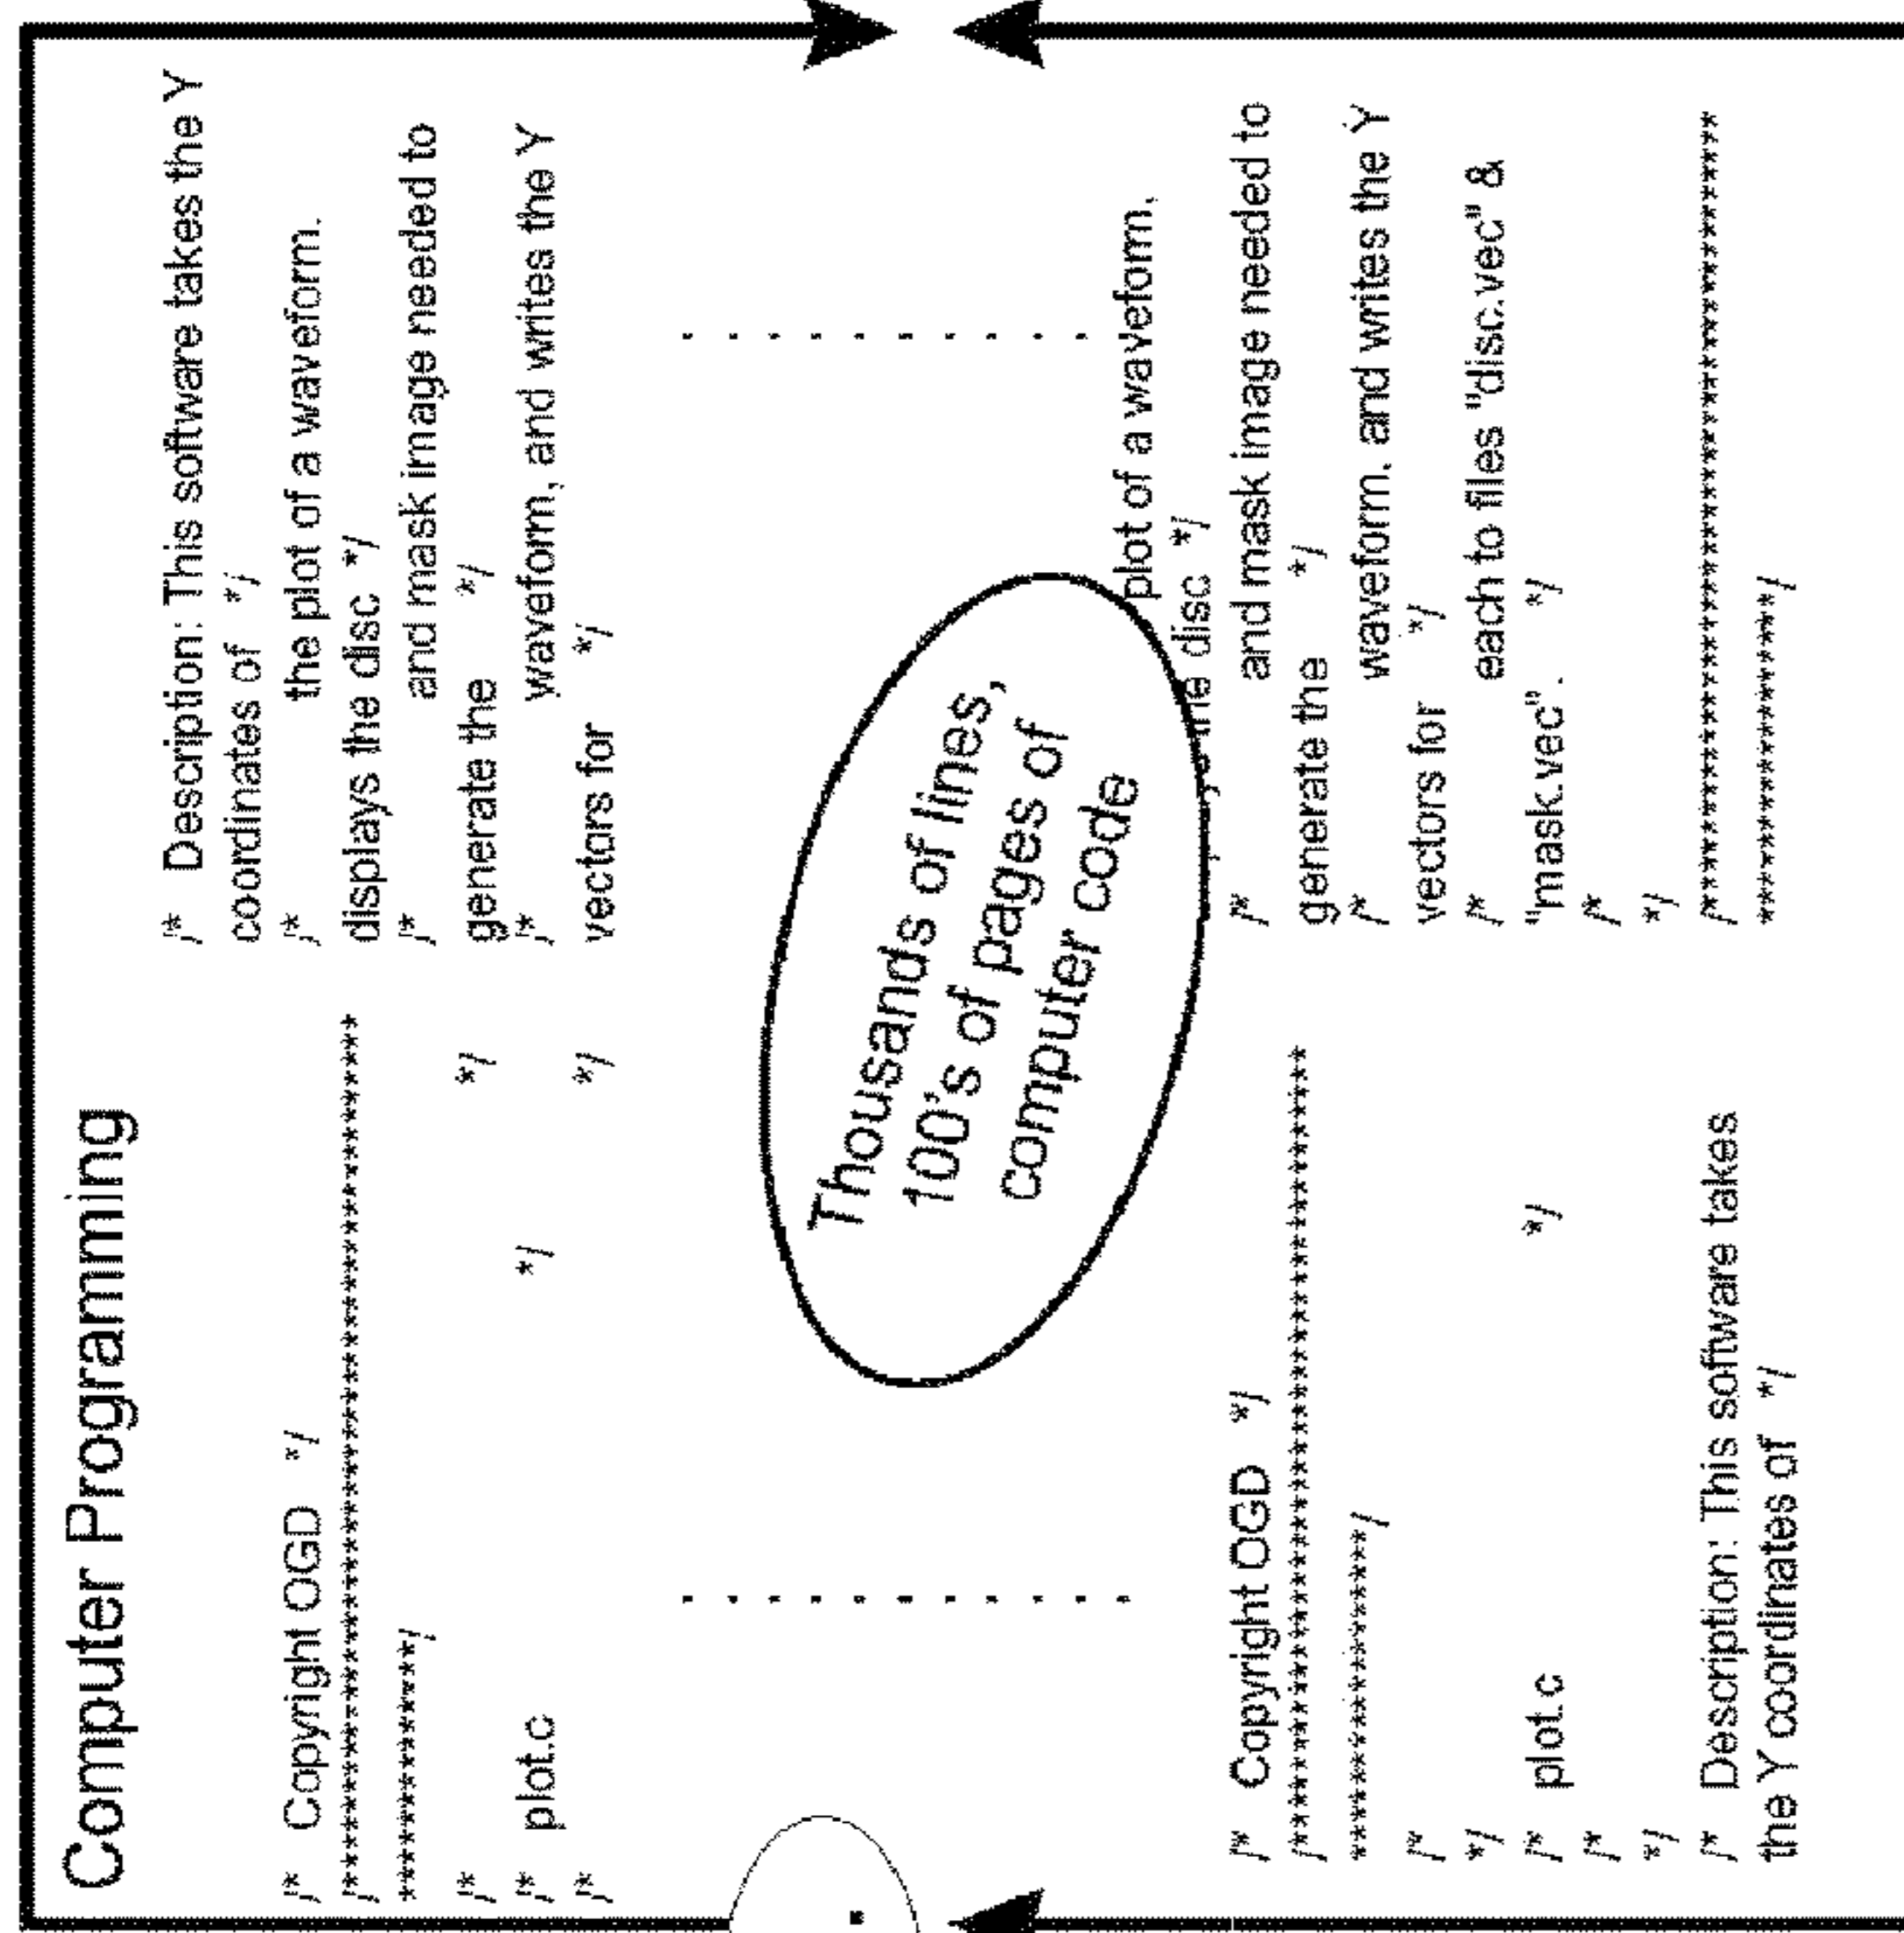 Computer Programming
/* Copyright OGD */
/************************************************************
****************/
/* */
/* plot.c */
/* */
/* Description: This software takes the Y
coordinates of */
/* the plot of a waveform.
displays the disc */
/* and mask image needed to
generate the */
/* waveform, and writes the Y
vectors for */
Thousands of lines,
100's of pages of
computer code
/* Copyright OGD */
/************************************************************
********************/
/*
*/
/* plot.c */
/*
*/
/* Description: This software takes
the Y coordinates of */
plot of a waveform,
disc */
/* and mask image needed to
generate the */
/* waveform, and writes the Y
vectors for */
/* each to files "disc.vec" &
"mask.vec". */
/*
*/
/************************************************************
************************/